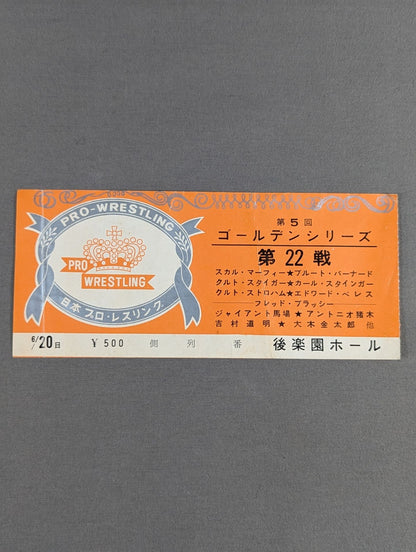 PRO-WRESTLING
PRO
WRESTLING
日本プロ・レスリング
第5回
ゴールデンシリーズ
第22戦
スカル・マーフィー★ブルート・バーナード
クルト・スタイガー★カール・スタインガー
クルト・ストロハム★エドワード・ペレス
フレッド・ブラッシー
ジャイアント馬場★アントニオ猪木
吉村道明★大木金太郎 他
6/20日 ￥500 側 列 番 後楽園ホール